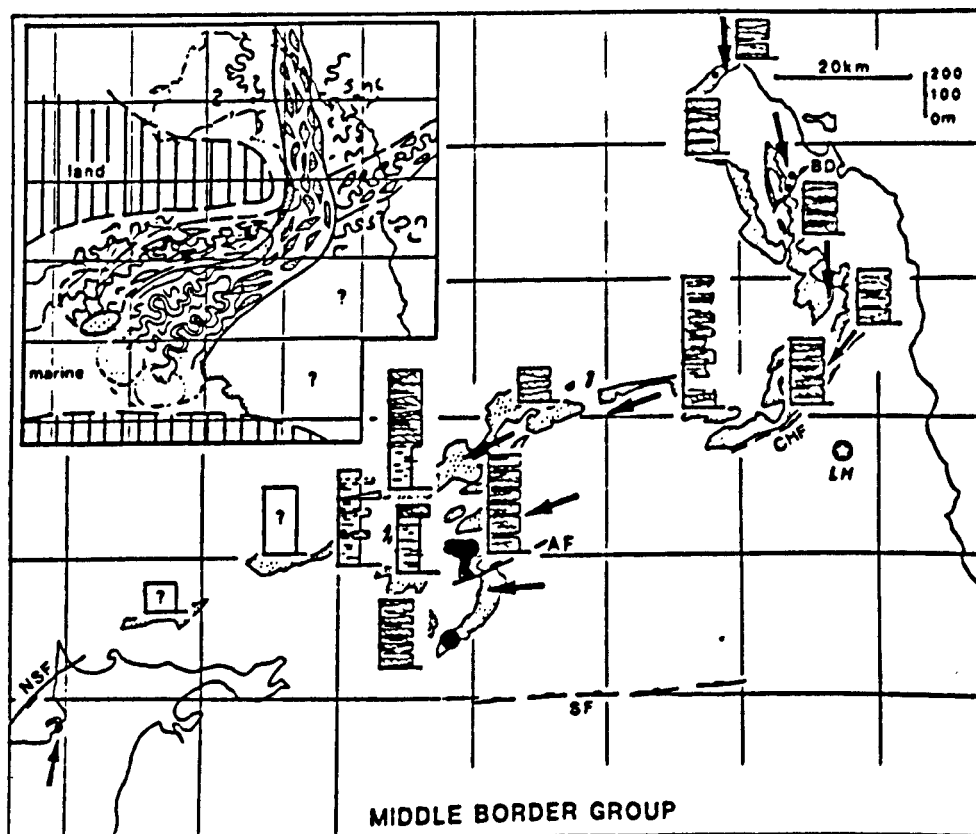 20km
200
100
0m
land
BD
?
marine
?
?
CHF
LH
?
AF
?
NSF
SF
MIDDLE BORDER GROUP